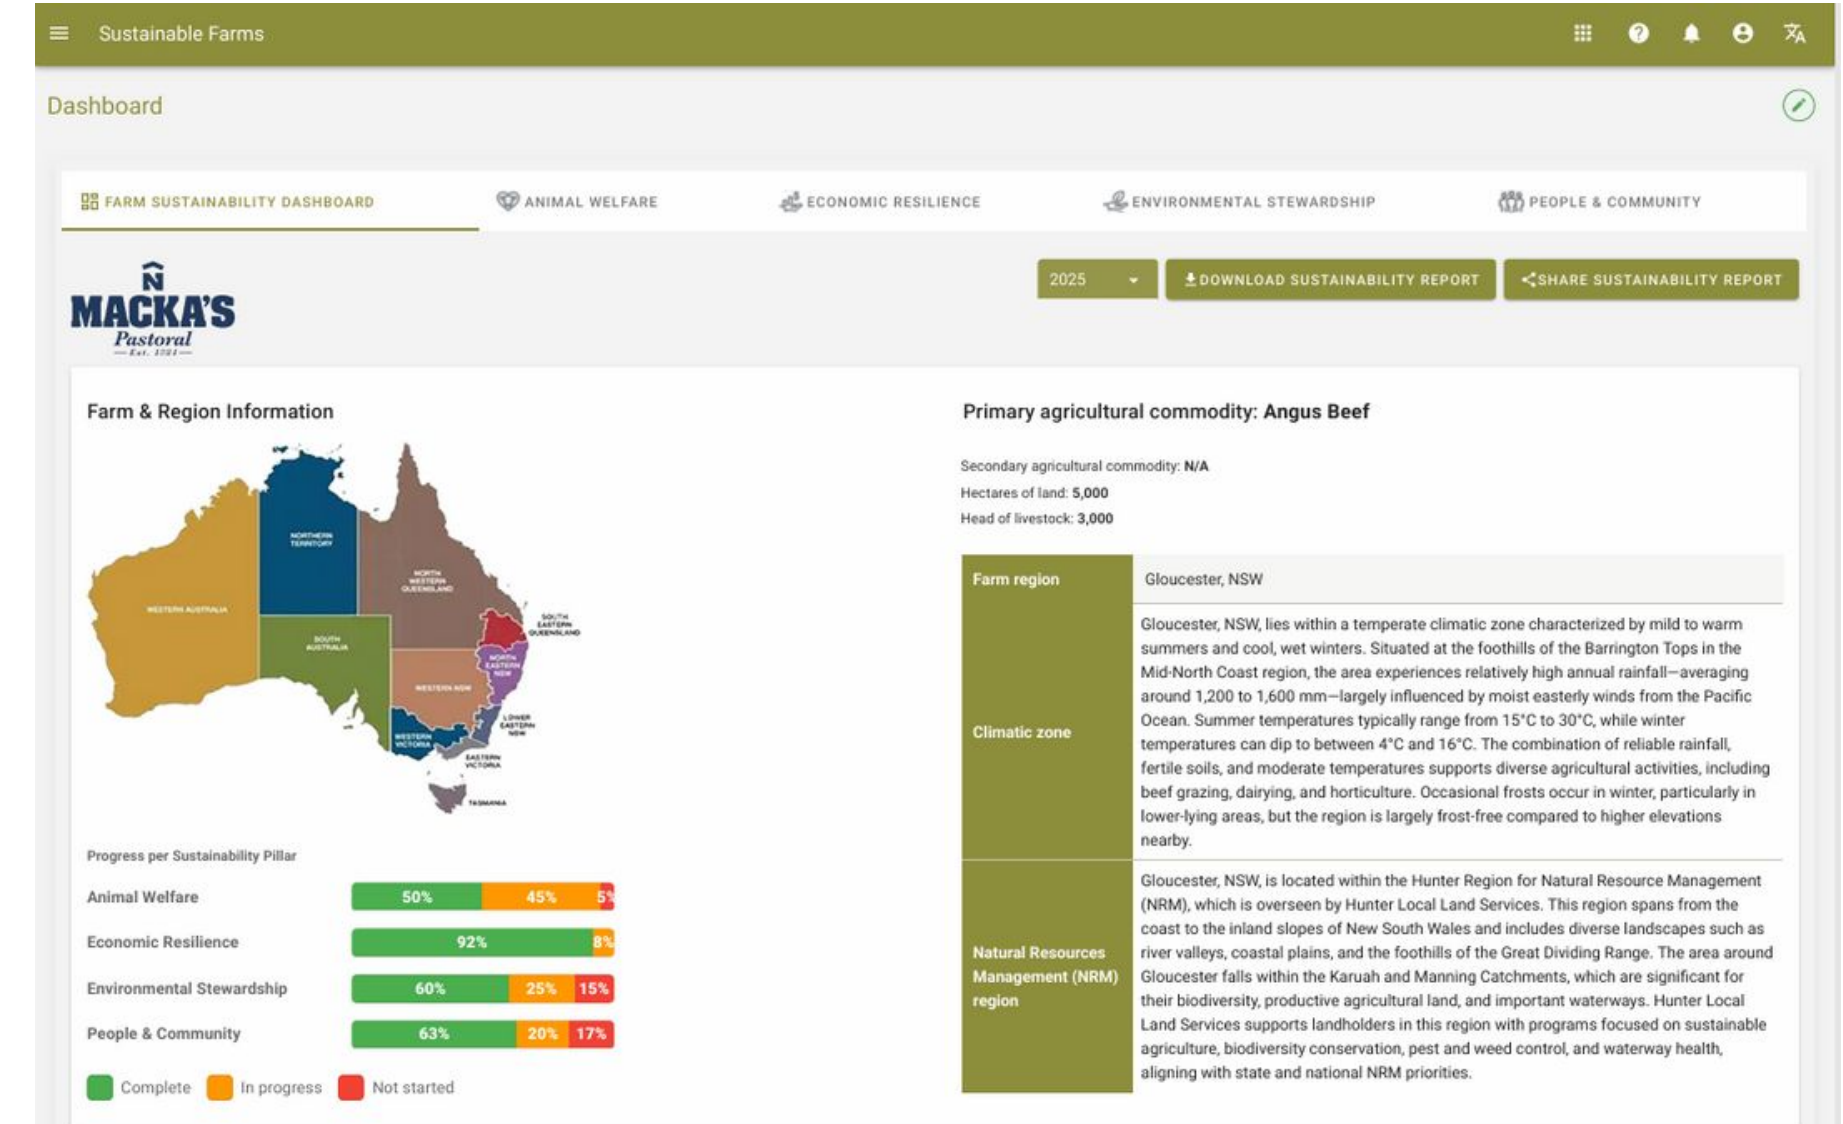 Sustainable Farms
Dashboard
FARM SUSTAINABILITY DASHBOARD
ANIMAL WELFARE
ECONOMIC RESILIENCE
ENVIRONMENTAL STEWARDSHIP
PEOPLE & COMMUNITY
N
MACKA'S
Pastoral
2025
DOWNLOAD SUSTAINABILITY REPORT
SHARE SUSTAINABILITY REPORT
Farm & Region Information
NORTHERN
TERRITORY
NORTH
WESTERN
QUEENSLAND
WESTERN AUSTRALIA
SOUTH
EASTERN
QUEENSLAND
SOUTH
AUSTRALIA
NORTH
EASTERN
NSW
WESTERN NSW
LOWER
EASTERN
NSW
WESTERN
VICTORIA
EASTERN
VICTORIA
TASMANIA
Progress per Sustainability Pillar
Animal Welfare 50% 45% 5%
Economic Resilience 92% 8%
Environmental Stewardship 60% 25% 15%
People & Community 63% 20% 17%
Complete In progress Not started
Primary agricultural commodity: Angus Beef
Secondary agricultural commodity: N/A
Hectares of land: 5,000
Head of livestock: 3,000
Farm region
Gloucester, NSW
Climatic zone
Gloucester, NSW, lies within a temperate climatic zone characterized by mild to warm
summers and cool, wet winters. Situated at the foothills of the Barrington Tops in the
Mid-North Coast region, the area experiences relatively high annual rainfall—averaging
around 1,200 to 1,600 mm—largely influenced by moist easterly winds from the Pacific
Ocean. Summer temperatures typically range from 15°C to 30°C, while winter
temperatures can dip to between 4°C and 16°C. The combination of reliable rainfall,
fertile soils, and moderate temperatures supports diverse agricultural activities, including
beef grazing, dairying, and horticulture. Occasional frosts occur in winter, particularly in
lower-lying areas, but the region is largely frost-free compared to higher elevations
nearby.
Natural Resources
Management (NRM)
region
Gloucester, NSW, is located within the Hunter Region for Natural Resource Management
(NRM), which is overseen by Hunter Local Land Services. This region spans from the
coast to the inland slopes of New South Wales and includes diverse landscapes such as
river valleys, coastal plains, and the foothills of the Great Dividing Range. The area around
Gloucester falls within the Karuah and Manning Catchments, which are significant for
their biodiversity, productive agricultural land, and important waterways. Hunter Local
Land Services supports landholders in this region with programs focused on sustainable
agriculture, biodiversity conservation, pest and weed control, and waterway health,
aligning with state and national NRM priorities.